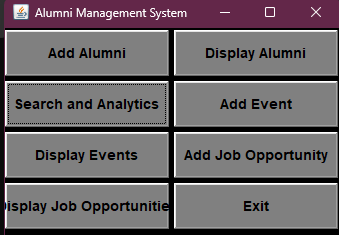 Alumni Management System
Add Alumni
Display Alumni
Search and Analytics
Add Event
Display Events
Add Job Opportunity
Display Job Opportunitie
Exit